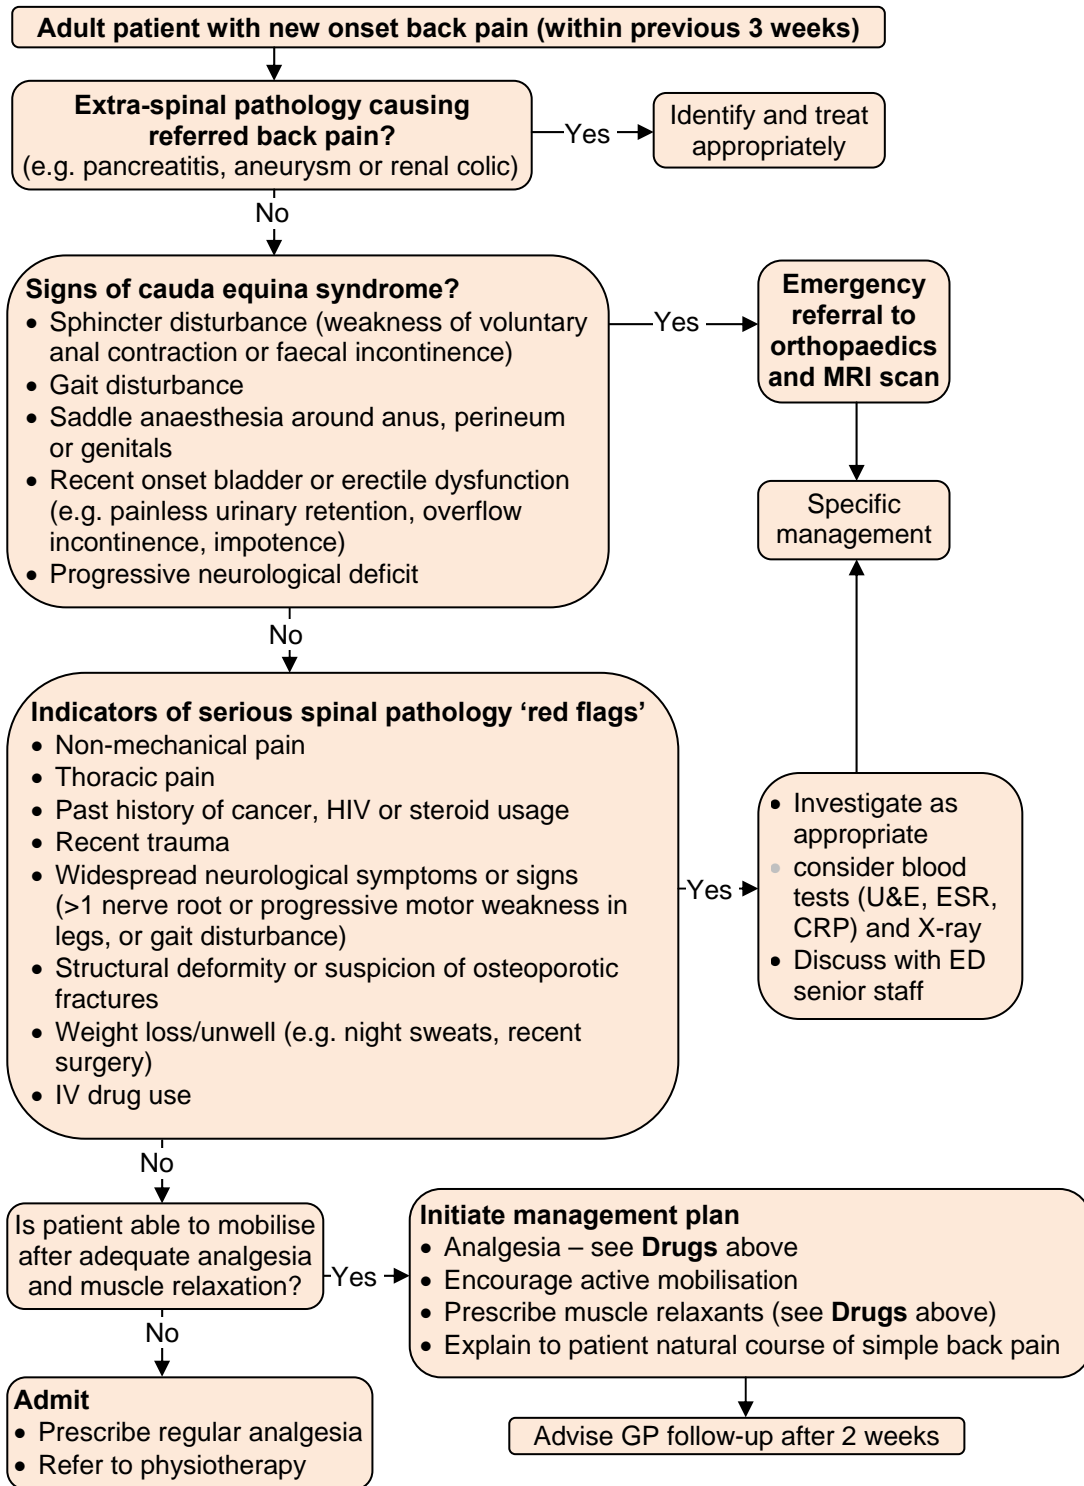 Adult patient with new onset back pain (within previous 3 weeks)
Extra-spinal pathology causing
referred back pain?
(e.g. pancreatitis, aneurysm or renal colic)
Yes
Identify and treat
appropriately
No
Signs of cauda equina syndrome?
• Sphincter disturbance (weakness of voluntary
anal contraction or faecal incontinence)
• Gait disturbance
• Saddle anaesthesia around anus, perineum
or genitals
• Recent onset bladder or erectile dysfunction
(e.g. painless urinary retention, overflow
incontinence, impotence)
• Progressive neurological deficit
Yes
Emergency
referral to
orthopaedics
and MRI scan
Specific
management
No
Indicators of serious spinal pathology ‘red flags’
• Non-mechanical pain
• Thoracic pain
• Past history of cancer, HIV or steroid usage
• Recent trauma
• Widespread neurological symptoms or signs
(>1 nerve root or progressive motor weakness in
legs, or gait disturbance)
• Structural deformity or suspicion of osteoporotic
fractures
• Weight loss/unwell (e.g. night sweats, recent
surgery)
• IV drug use
Yes
• Investigate as
appropriate
• consider blood
tests (U&E, ESR,
CRP) and X-ray
• Discuss with ED
senior staff
No
Is patient able to mobilise
after adequate analgesia
and muscle relaxation?
Yes
Initiate management plan
• Analgesia – see Drugs above
• Encourage active mobilisation
• Prescribe muscle relaxants (see Drugs above)
• Explain to patient natural course of simple back pain
No
Admit
• Prescribe regular analgesia
• Refer to physiotherapy
Advise GP follow-up after 2 weeks